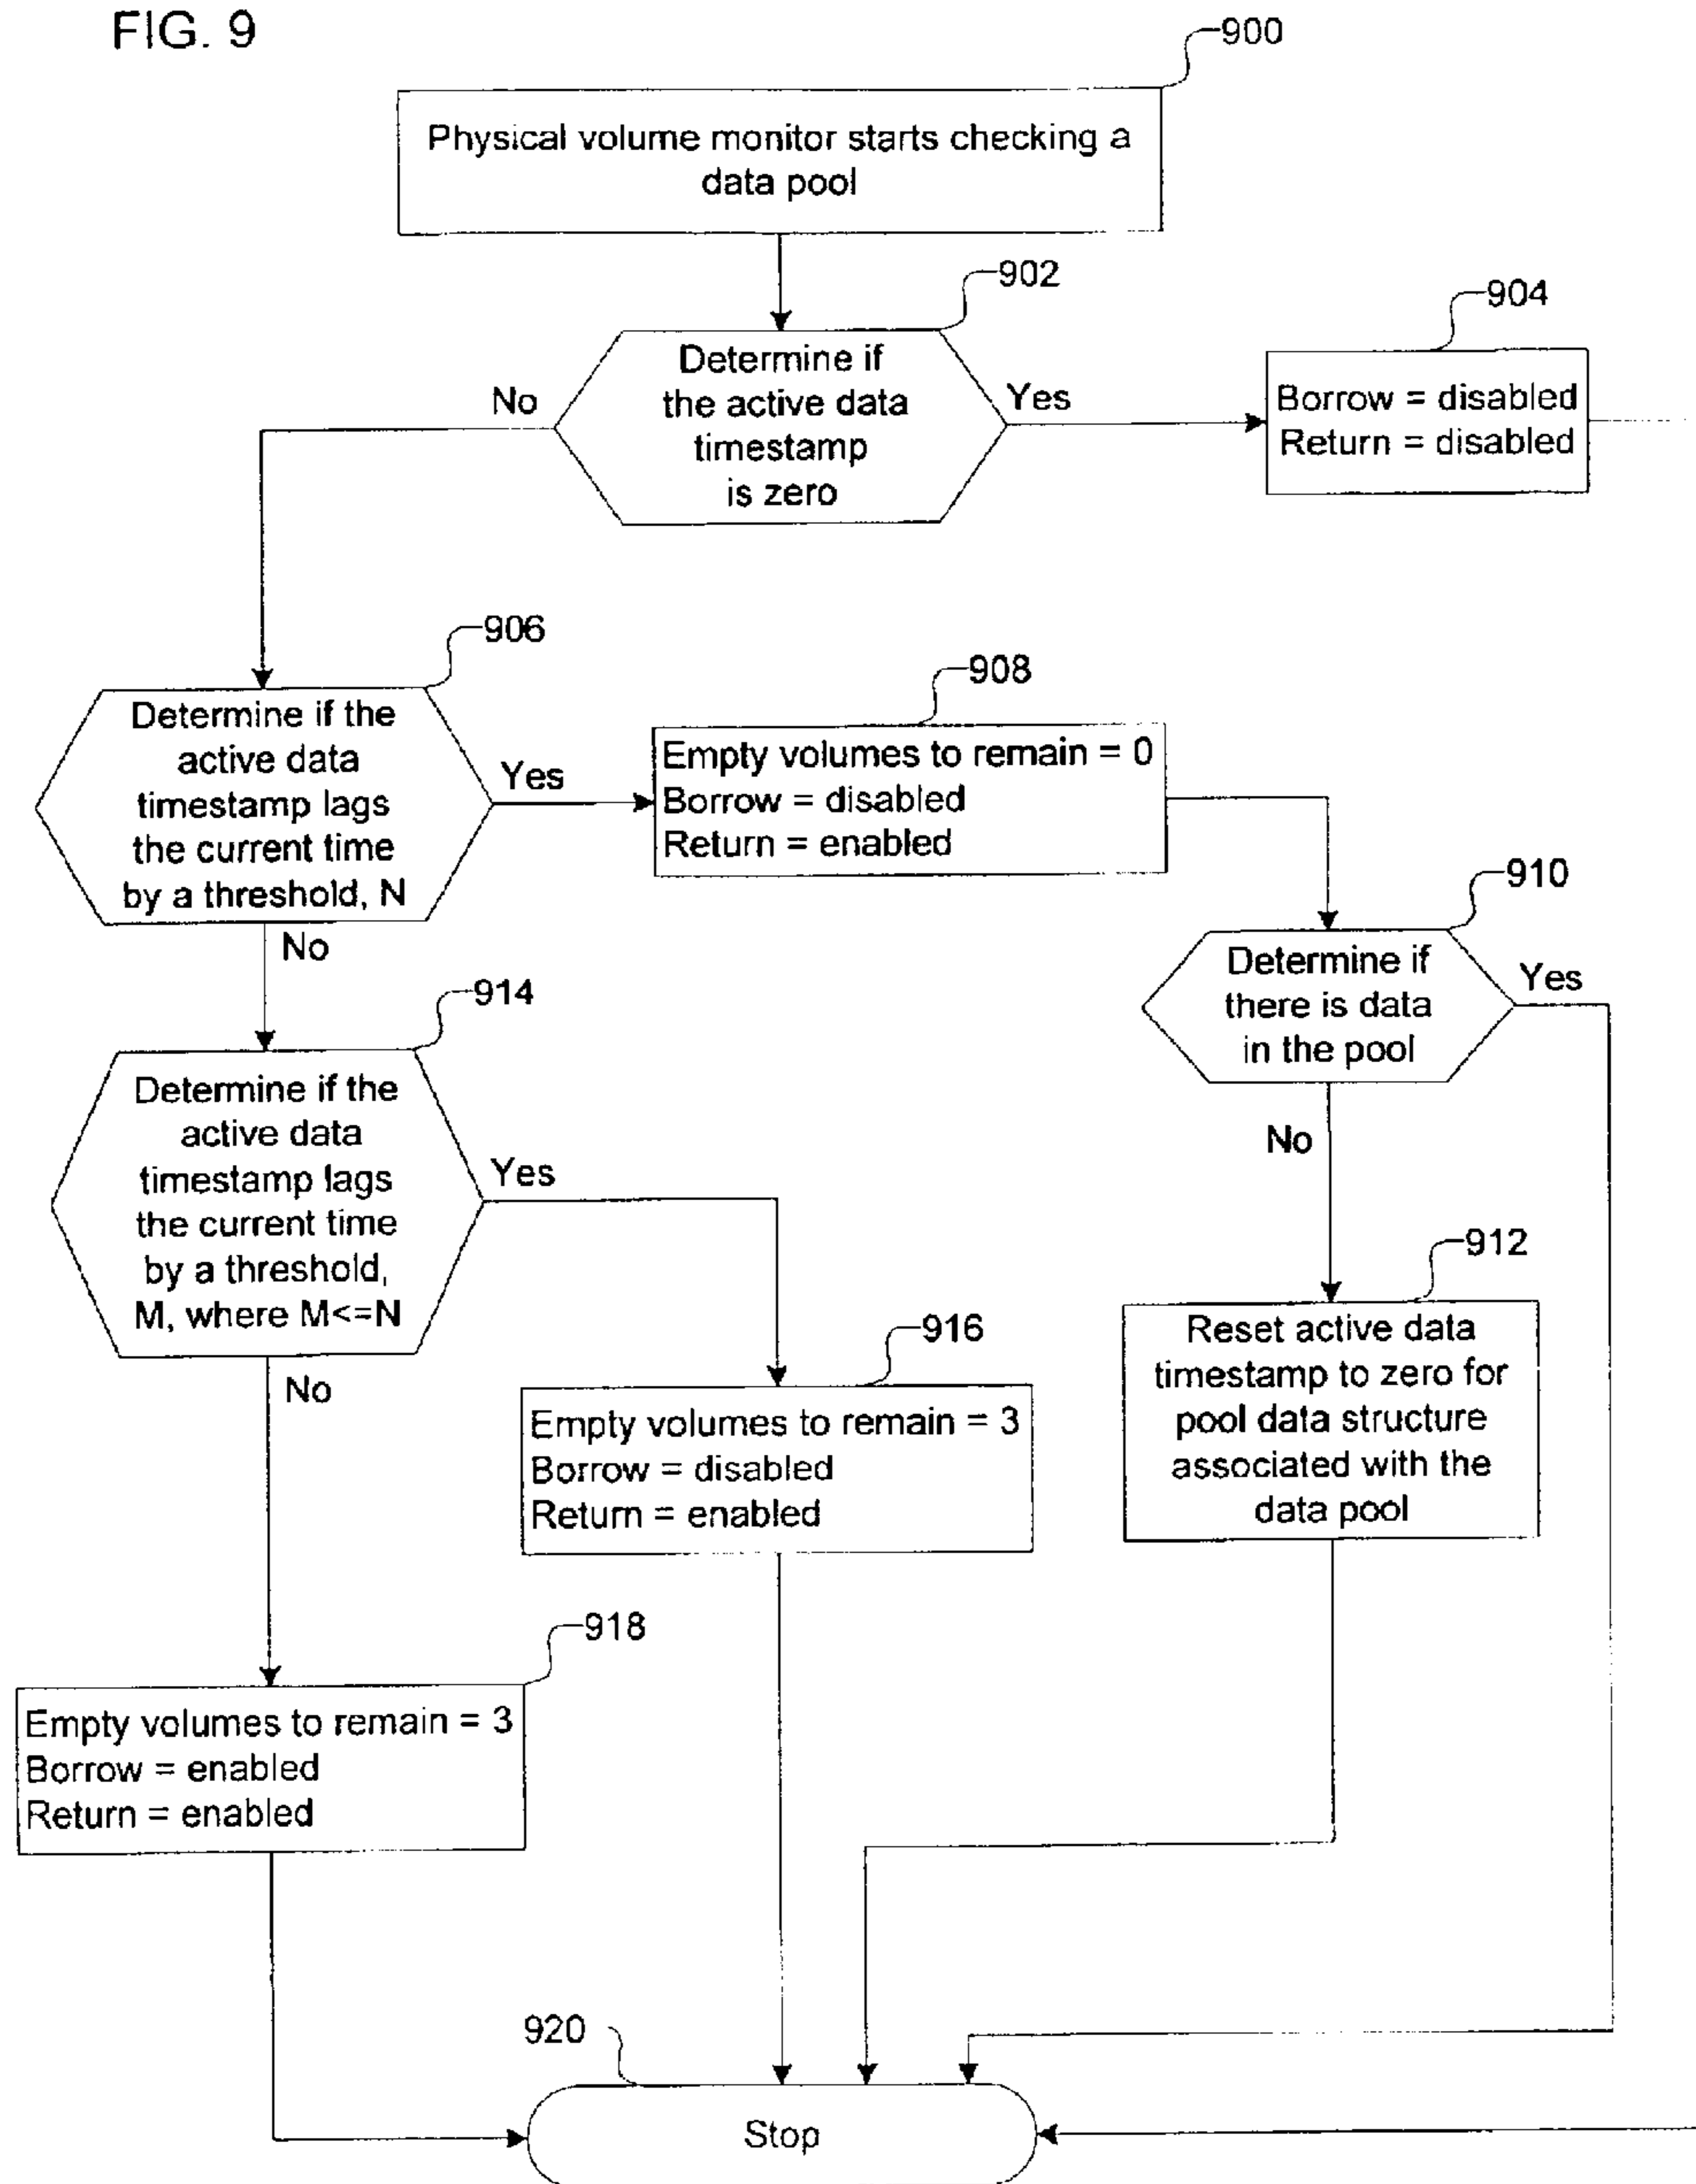 FIG. 9
900
Physical volume monitor starts checking a
data pool
902
Determine if
the active data
timestamp
is zero
No
Yes
904
Borrow = disabled
Return = disabled
906
Determine if the
active data
timestamp lags
the current time
by a threshold, N
Yes
No
908
Empty volumes to remain = 0
Borrow = disabled
Return = enabled
910
Determine if
there is data
in the pool
Yes
No
914
Determine if the
active data
timestamp lags
the current time
by a threshold,
M, where M<=N
Yes
No
912
Reset active data
timestamp to zero for
pool data structure
associated with the
data pool
916
Empty volumes to remain = 3
Borrow = disabled
Return = enabled
918
Empty volumes to remain = 3
Borrow = enabled
Return = enabled
920
Stop